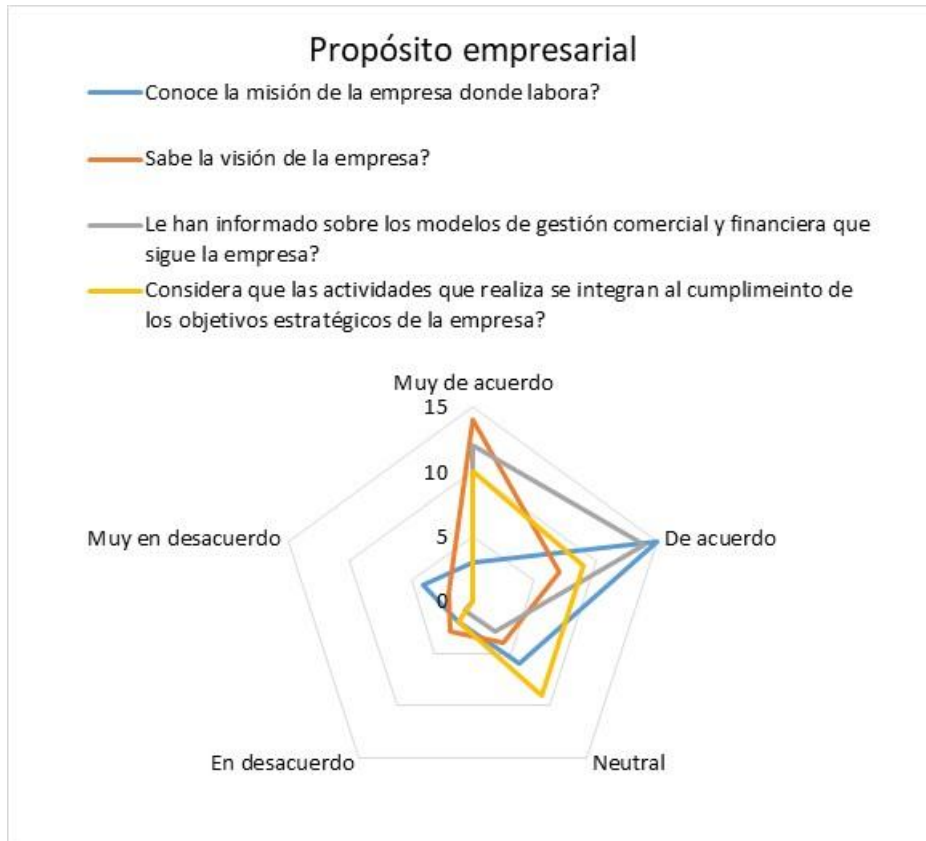 Propósito empresarial
Conoce la misión de la empresa donde labora?
Sabe la visión de la empresa?
Le han informado sobre los modelos de gestión comercial y financiera que
sigue la empresa?
Considera que las actividades que realiza se integran al cumplimeinto de
los objetivos estratégicos de la empresa?
Muy de acuerdo
15
10
5
0
Muy en desacuerdo
De acuerdo
En desacuerdo
Neutral